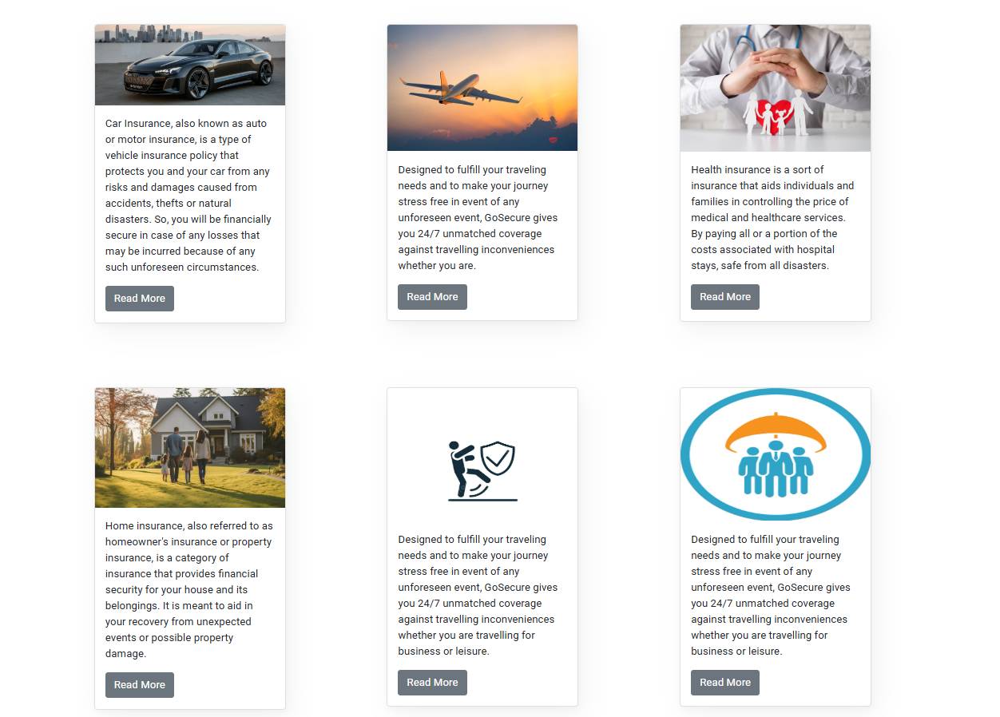 Car Insurance, also known as auto
or motor insurance, is a type of
vehicle insurance policy that
protects you and your car from any
risks and damages caused from
accidents, thefts or natural
disasters. So, you will be financially
secure in case of any losses that
may be incurred because of any
such unforeseen circumstances.
Read More
Designed to fulfill your traveling
needs and to make your journey
stress free in event of any
unforeseen event, GoSecure gives
you 24/7 unmatched coverage
against travelling inconveniences
whether you are.
Read More
Health insurance is a sort of
insurance that aids individuals and
families in controlling the price of
medical and healthcare services.
By paying all or a portion of the
costs associated with hospital
stays, safe from all disasters.
Read More
Home insurance, also referred to as
homeowner's insurance or property
insurance, is a category of
insurance that provides financial
security for your house and its
belongings. It is meant to aid in
your recovery from unexpected
events or possible property
damage.
Read More
Designed to fulfill your traveling
needs and to make your journey
stress free in event of any
unforeseen event, GoSecure gives
you 24/7 unmatched coverage
against travelling inconveniences
whether you are travelling for
business or leisure.
Read More
Designed to fulfill your traveling
needs and to make your journey
stress free in event of any
unforeseen event, GoSecure gives
you 24/7 unmatched coverage
against travelling inconveniences
whether you are travelling for
business or leisure.
Read More